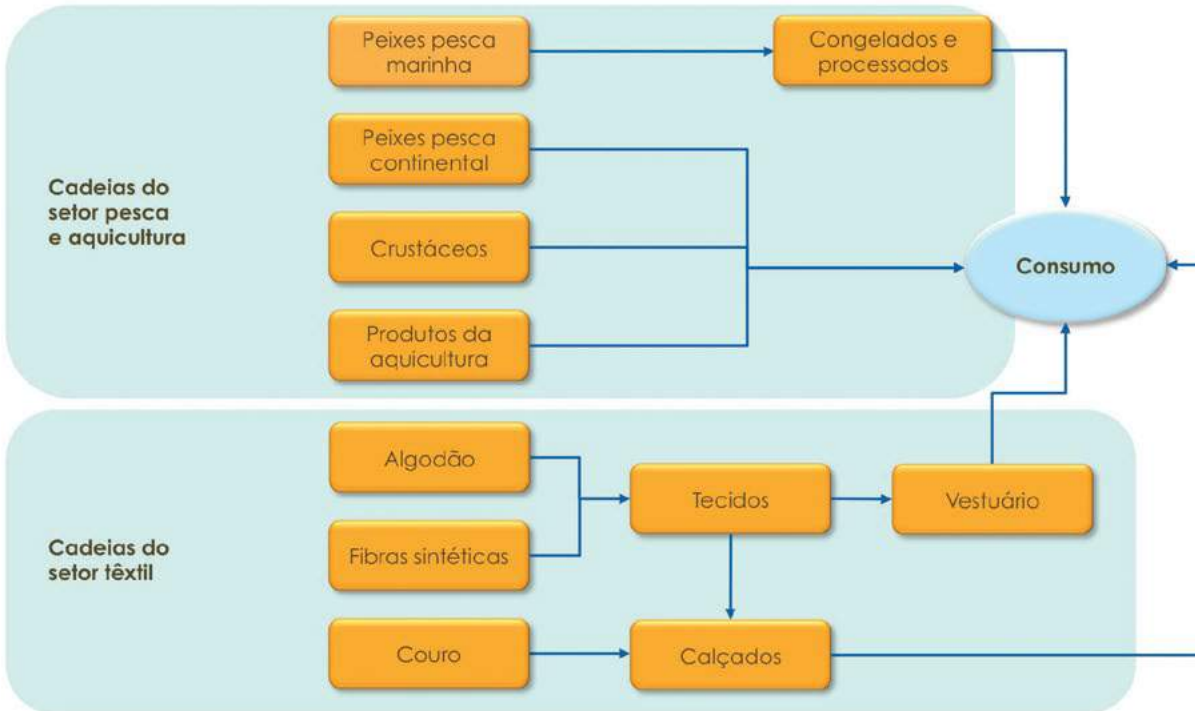 Peixes pesca
marinha
Congelados e
processados
Peixes pesca
continental
Cadeias do
setor pesca
e aquicultura
Crustáceos
Consumo
Produtos da
aquicultura
Algodão
Tecidos
Vestuário
Cadeias do
setor têxtil
Fibras sintéticas
Couro
Calçados